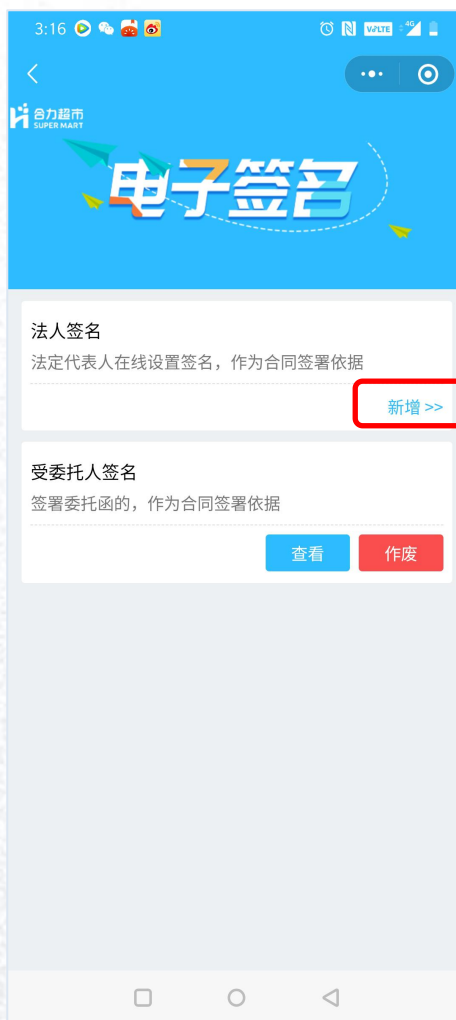 3:16
VoLTE 4G
合力超市
SUPER MART
电子签名
法人签名
法定代表人在线设置签名，作为合同签署依据
新增 >>
受委托人签名
签署委托函的，作为合同签署依据
查看 作废